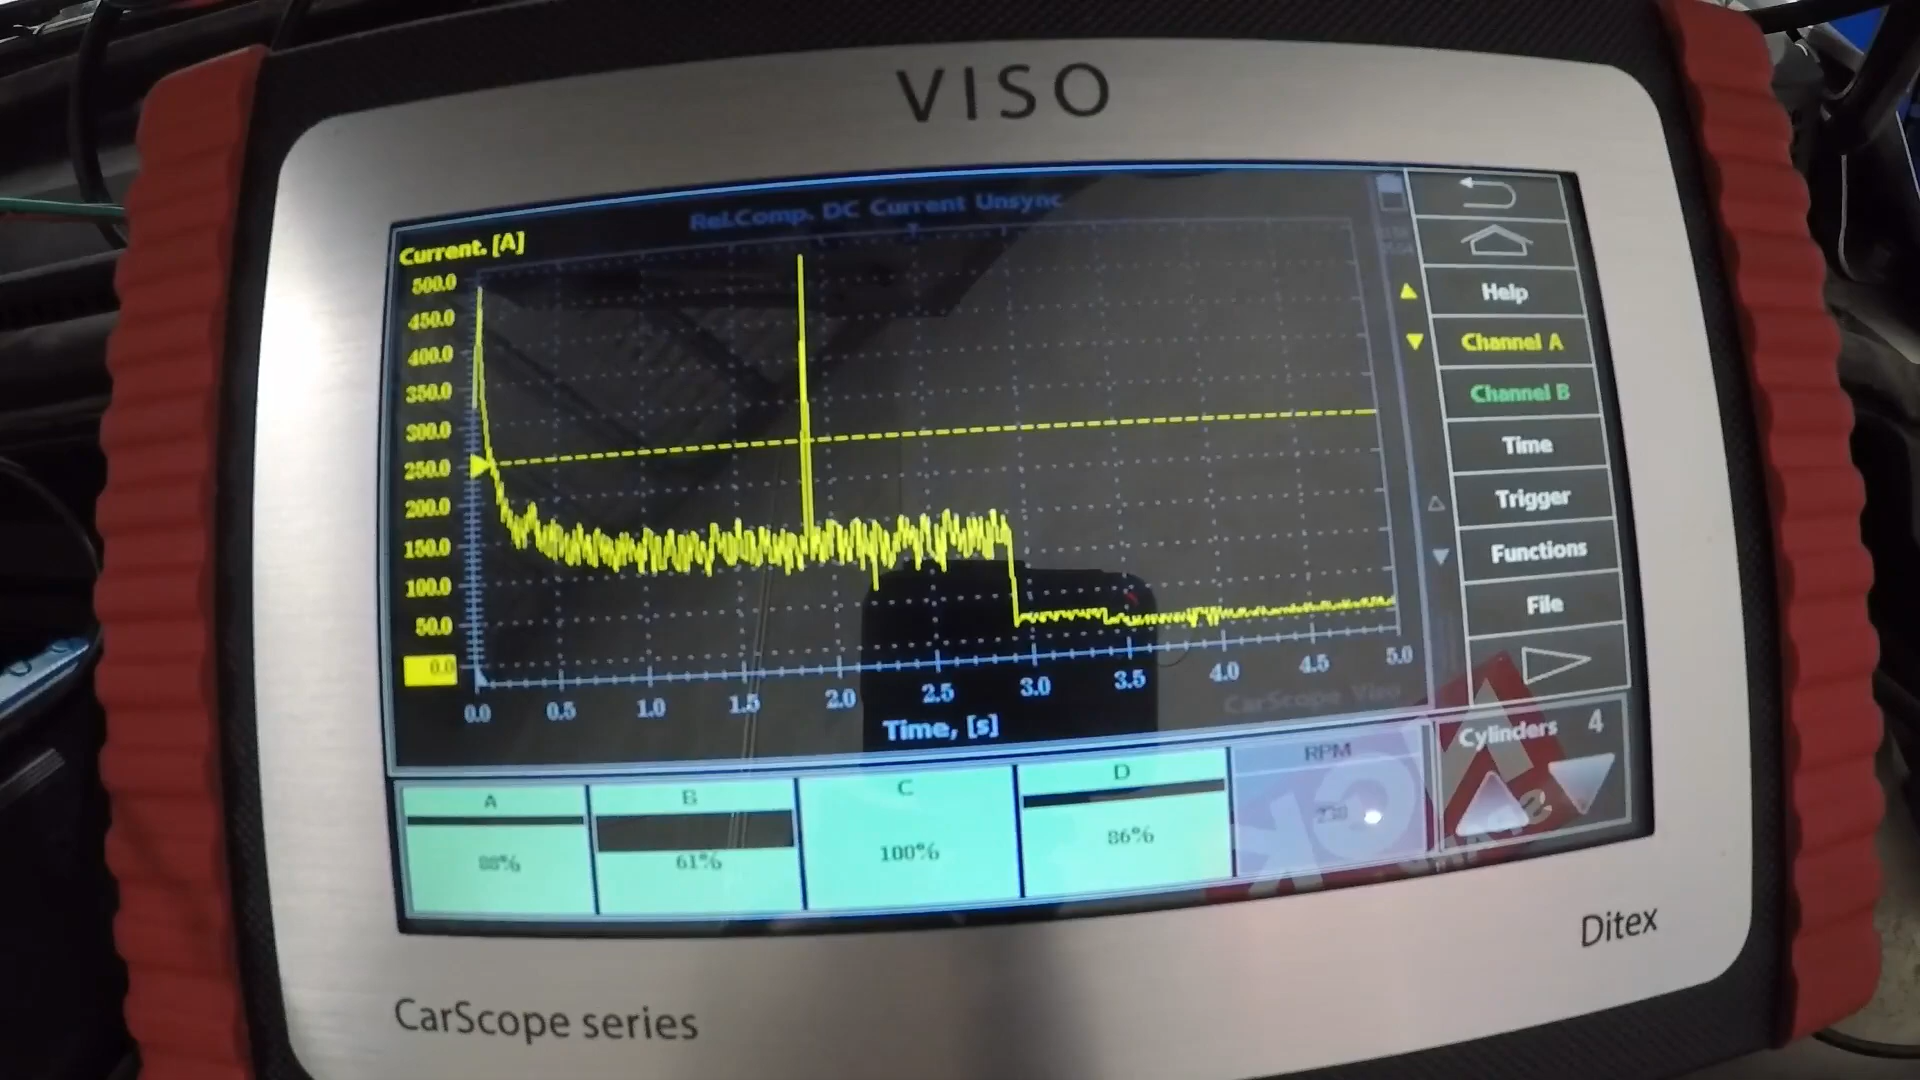 VISO
Rel.Comp. DC Current Unsync
Current. [A]
500.0
450.0
400.0
350.0
300.0
250.0
200.0
150.0
100.0
50.0
0.0
0.0 0.5 1.0 1.5 2.0 2.5 3.0 3.5 4.0 4.5 5.0
Time, [s]
CarScope Viso
Help
Channel A
Channel B
Time
Trigger
Functions
File
Cylinders 4
A
88%
B
61%
C
100%
D
86%
RPM
Ditex
CarScope series